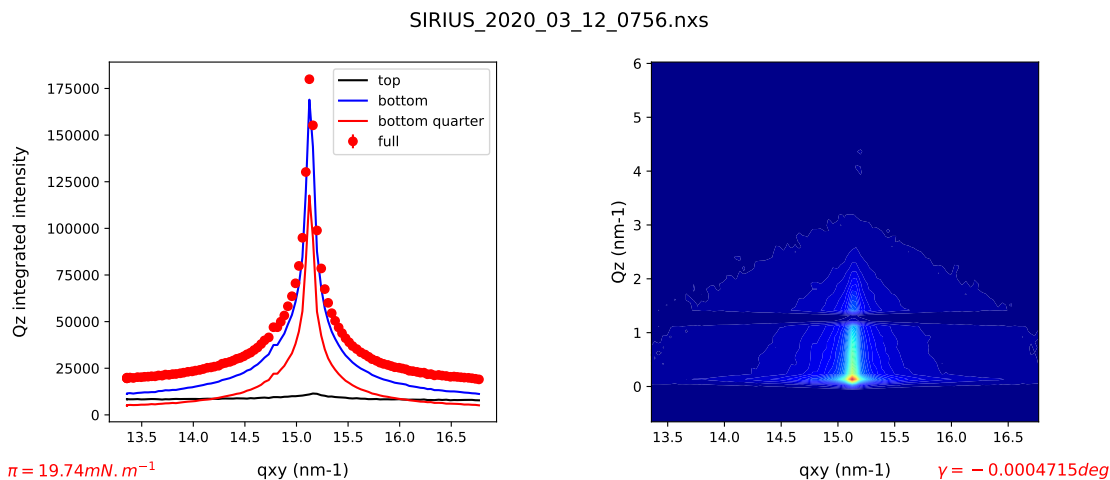 SIRIUS_2020_03_12_0756.nxs
Qz integrated intensity
175000
150000
125000
100000
75000
50000
25000
0
top
bottom
bottom quarter
full
13.5 14.0 14.5 15.0 15.5 16.0 16.5
qxy (nm-1)
π = 19.74mN.m⁻¹
Qz (nm-1)
6
5
4
3
2
1
0
13.5 14.0 14.5 15.0 15.5 16.0 16.5
qxy (nm-1)
γ = −0.0004715deg